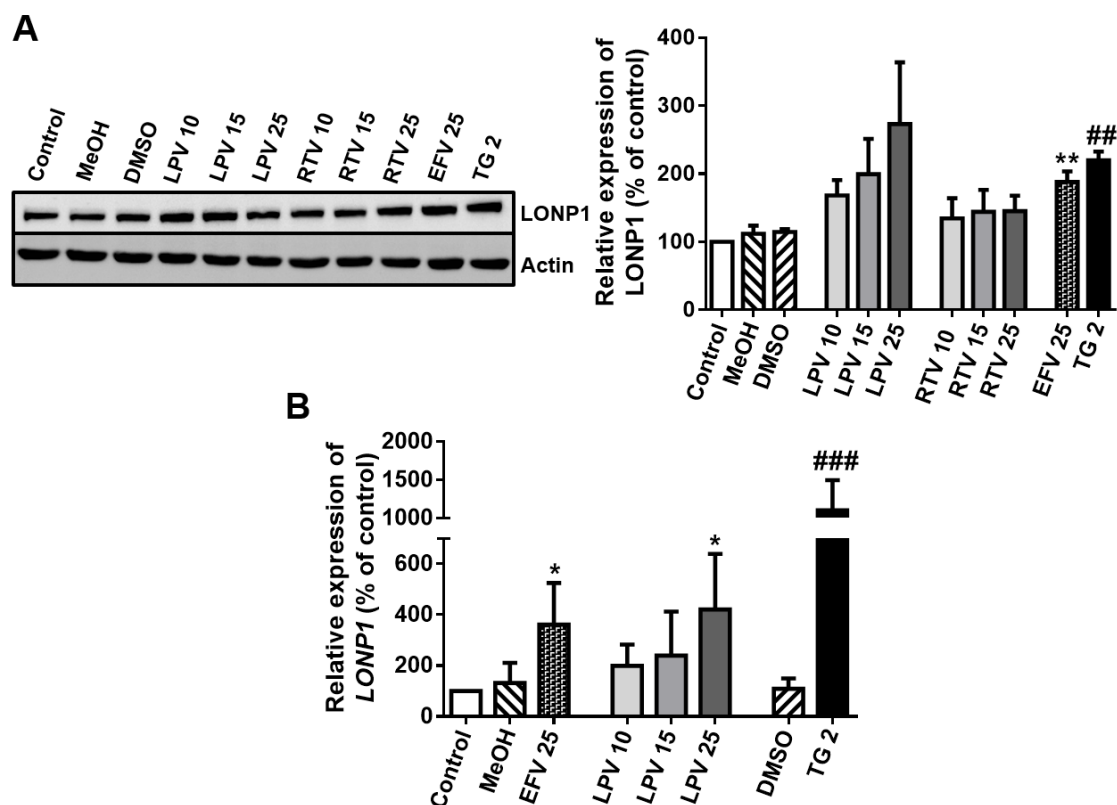 A
Control
MeOH
DMSO
LPV 10
LPV 15
LPV 25
RTV 10
RTV 15
RTV 25
EFV 25
TG 2
LONP1
Actin
Relative expression of
LONP1 (% of control)
400
300
200
100
0
**
##
Control
MeOH
DMSO
LPV 10
LPV 15
LPV 25
RTV 10
RTV 15
RTV 25
EFV 25
TG 2
B
Relative expression of
LONP1 (% of control)
2000
1500
1000
600
400
200
0
*
*
###
Control
MeOH
EFV 25
LPV 10
LPV 15
LPV 25
DMSO
TG 2